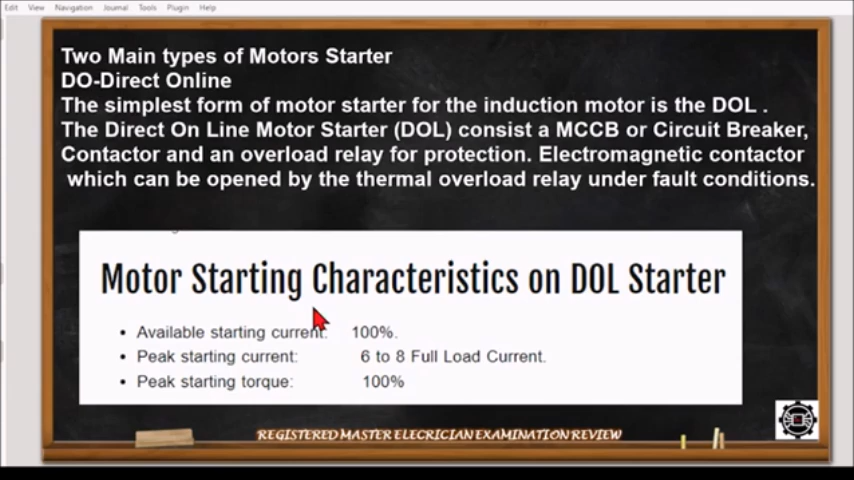 Edit View Navigation Journal Tools Plugin Help
Two Main types of Motors Starter
DO-Direct Online
The simplest form of motor starter for the induction motor is the DOL .
The Direct On Line Motor Starter (DOL) consist a MCCB or Circuit Breaker,
Contactor and an overload relay for protection. Electromagnetic contactor
which can be opened by the thermal overload relay under fault conditions.
Motor Starting Characteristics on DOL Starter
• Available starting current: 100%.
• Peak starting current: 6 to 8 Full Load Current.
• Peak starting torque: 100%
REGISTERED MASTER ELECRICIAN EXAMINATION REVIEW